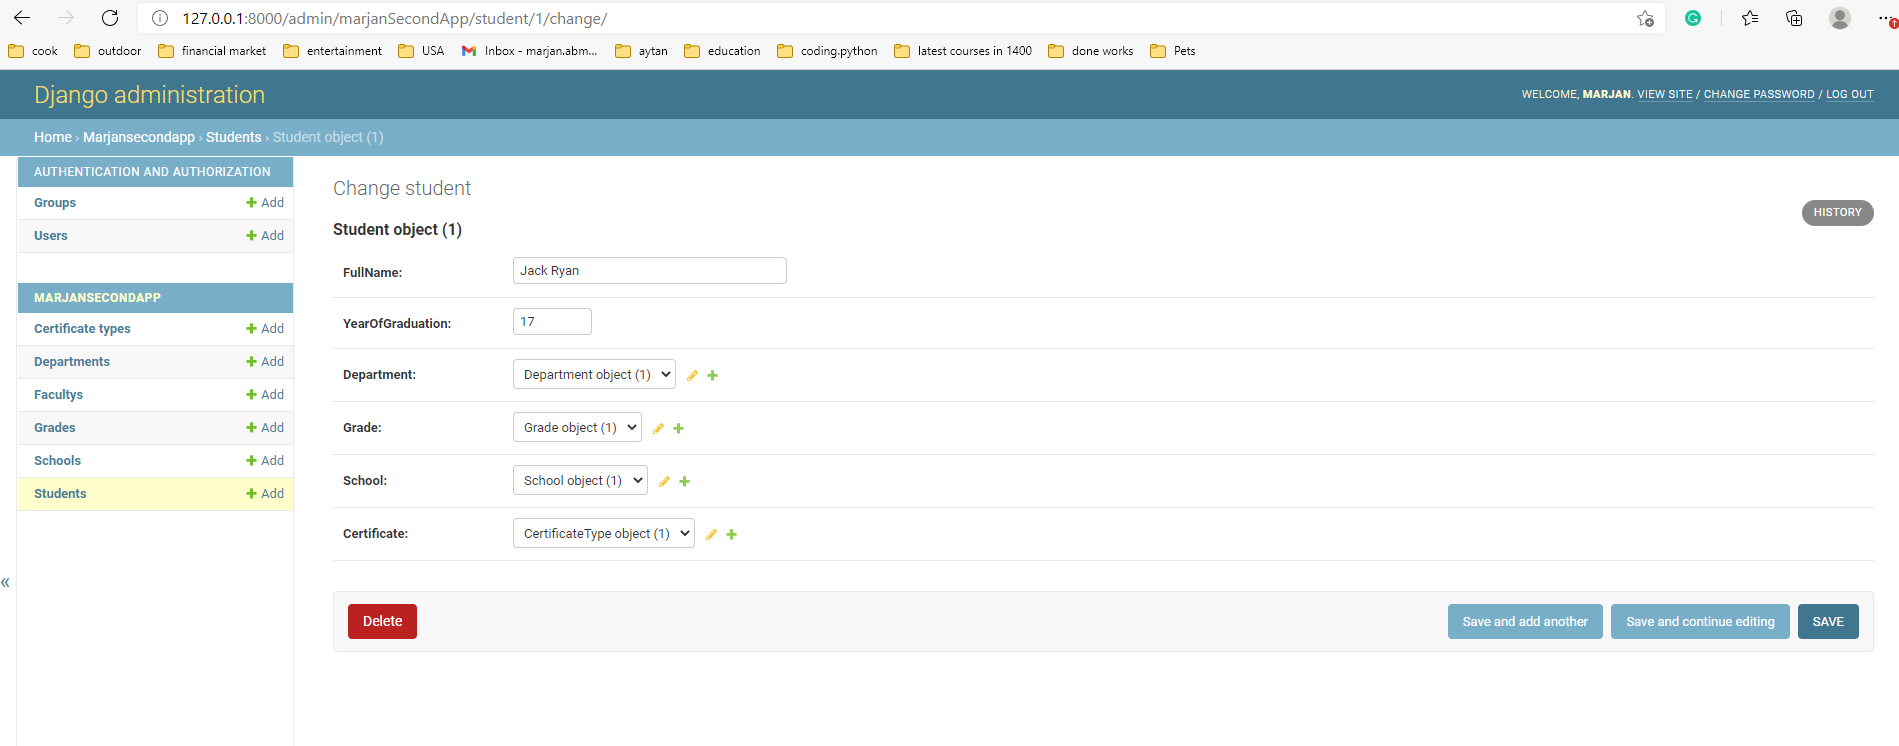 127.0.0.1:8000/admin/marjanSecondApp/student/1/change/
cook outdoor financial market entertainment USA Inbox - marjan.abm... aytan education coding.python latest courses in 1400 done works Pets
Django administration
WELCOME, MARJAN. VIEW SITE / CHANGE PASSWORD / LOG OUT
Home › Marjansecondapp › Students › Student object (1)
AUTHENTICATION AND AUTHORIZATION
Groups + Add
Users + Add
MARJANSECONDAPP
Certificate types + Add
Departments + Add
Facultys + Add
Grades + Add
Schools + Add
Students + Add
«
Change student
HISTORY
Student object (1)
FullName: Jack Ryan
YearOfGraduation: 17
Department: Department object (1)
Grade: Grade object (1)
School: School object (1)
Certificate: CertificateType object (1)
Delete Save and add another Save and continue editing SAVE